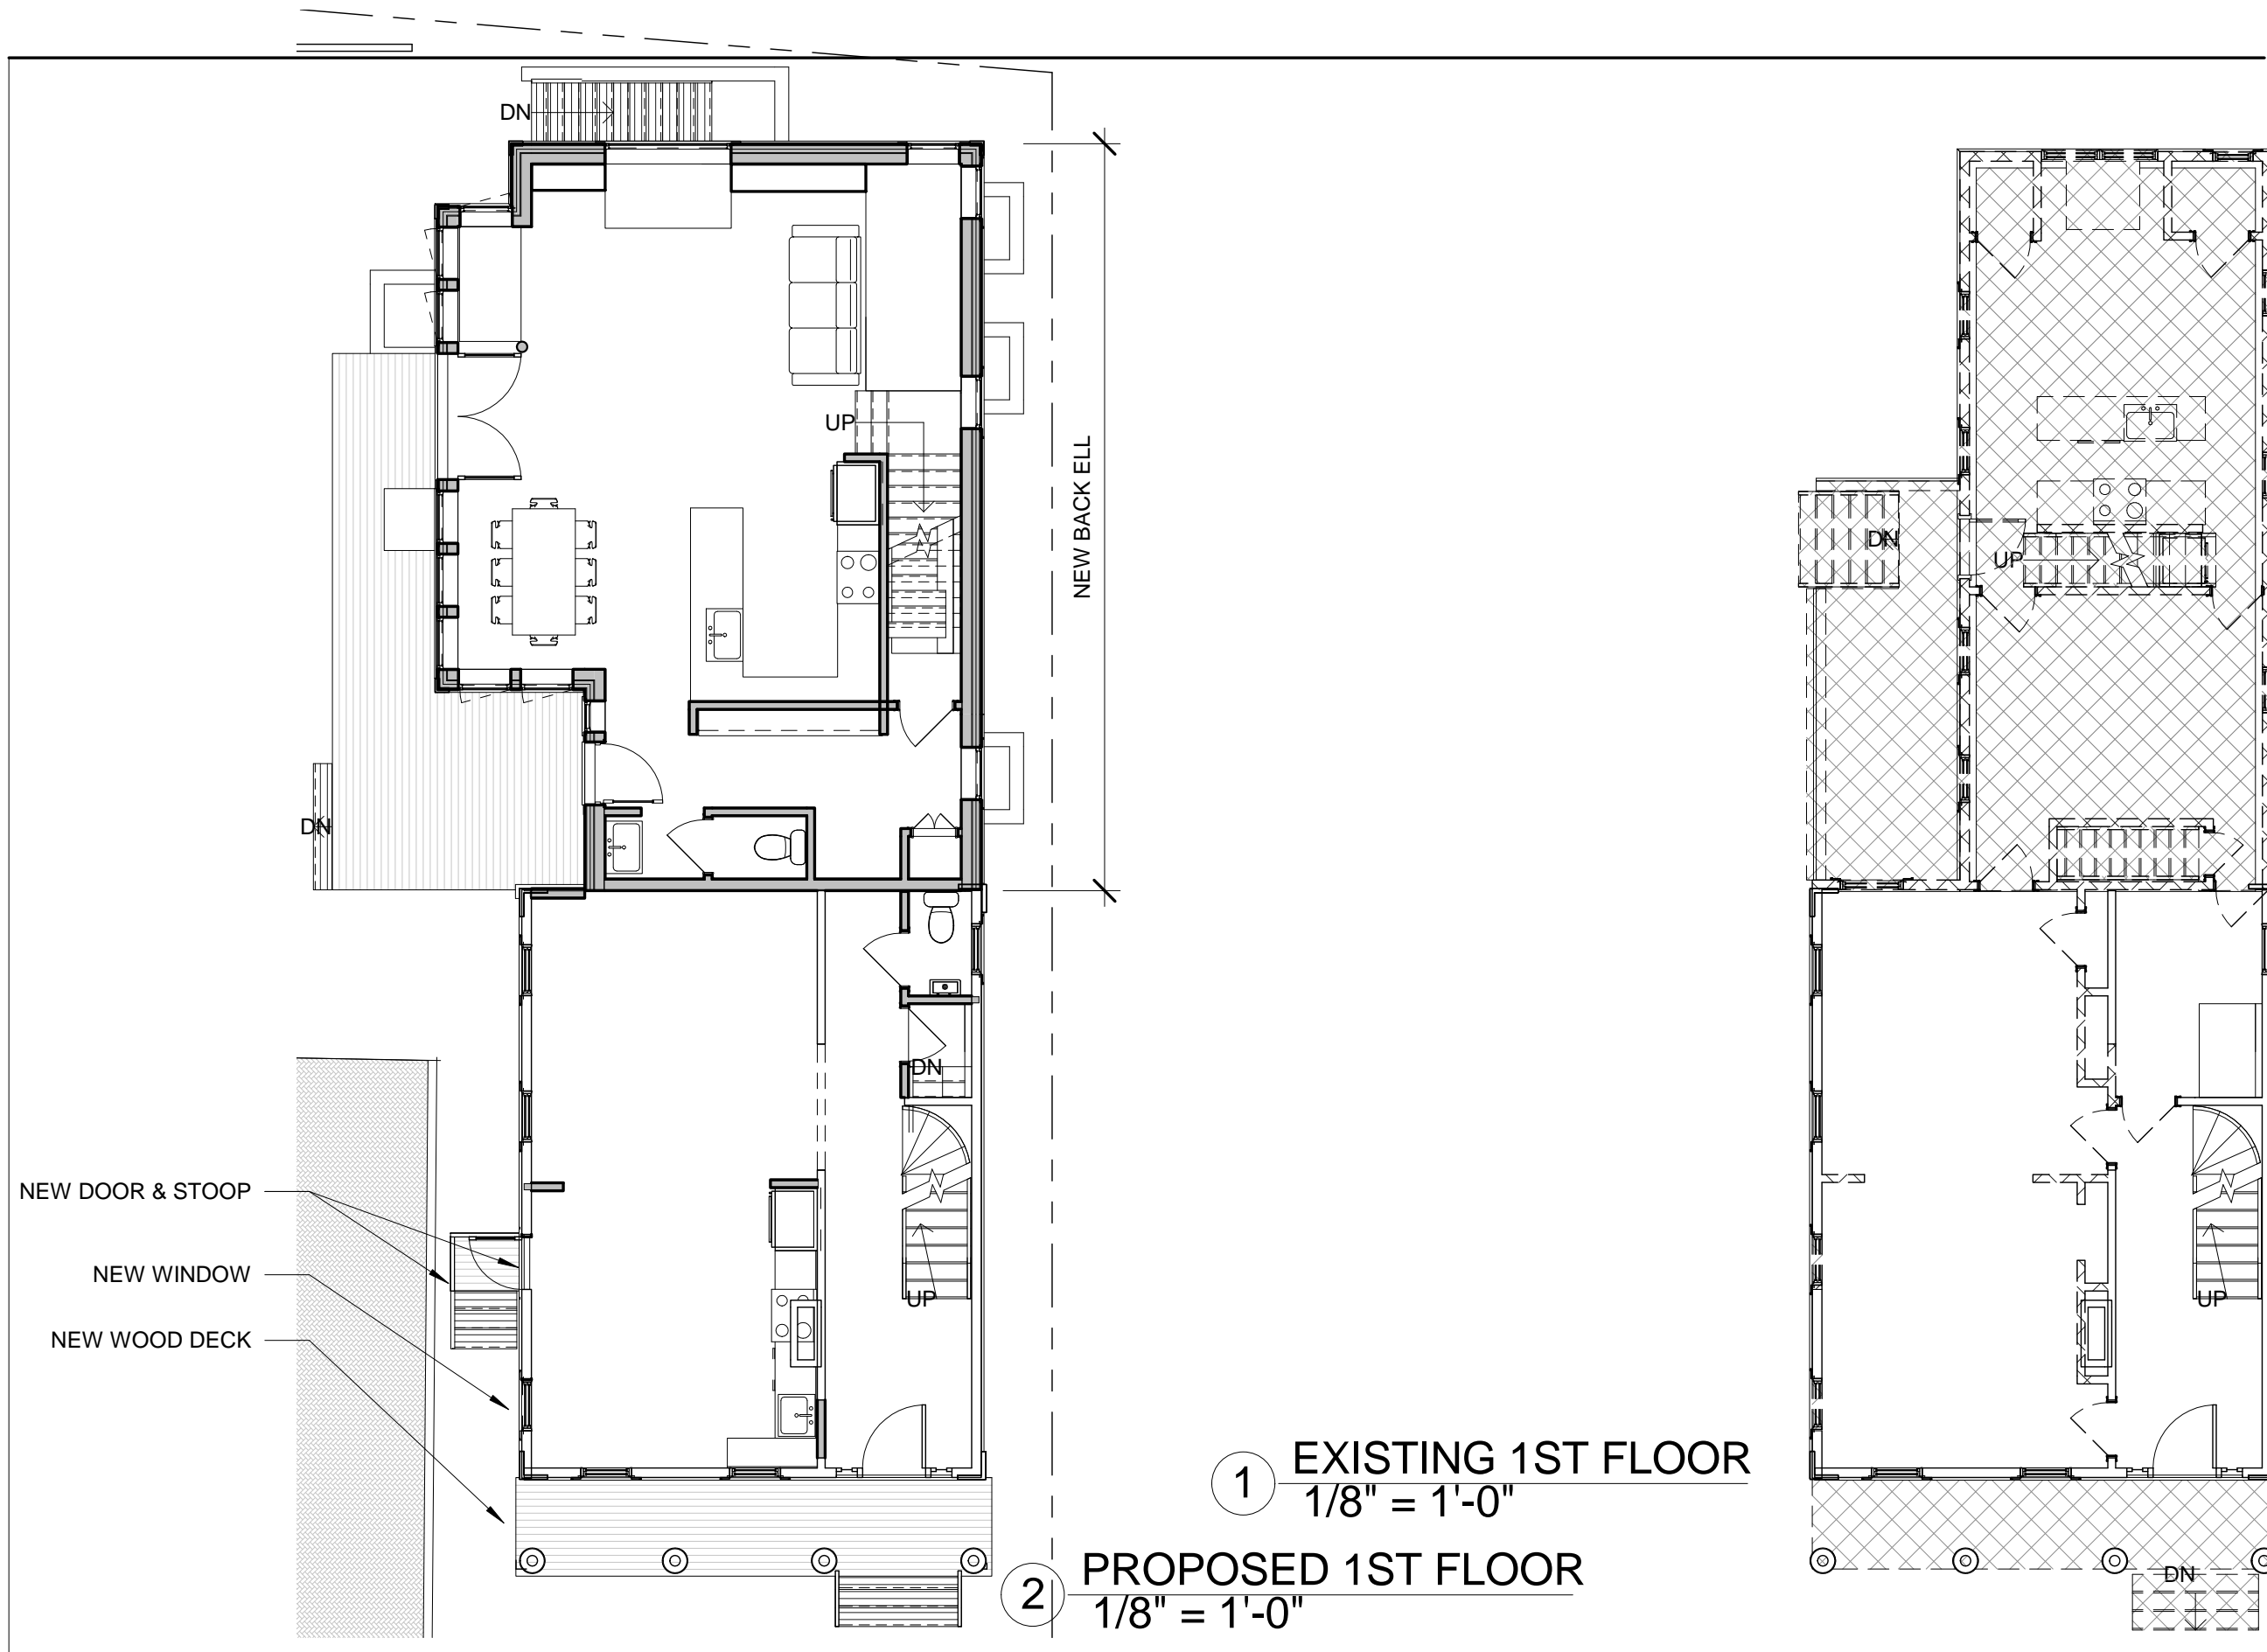 DN
UP
NEW BACK ELL
DN
DN
UP
NEW DOOR & STOOP
NEW WINDOW
NEW WOOD DECK
DN
UP
UP
DN
1
EXISTING 1ST FLOOR
1/8" = 1'-0"
2
PROPOSED 1ST FLOOR
1/8" = 1'-0"